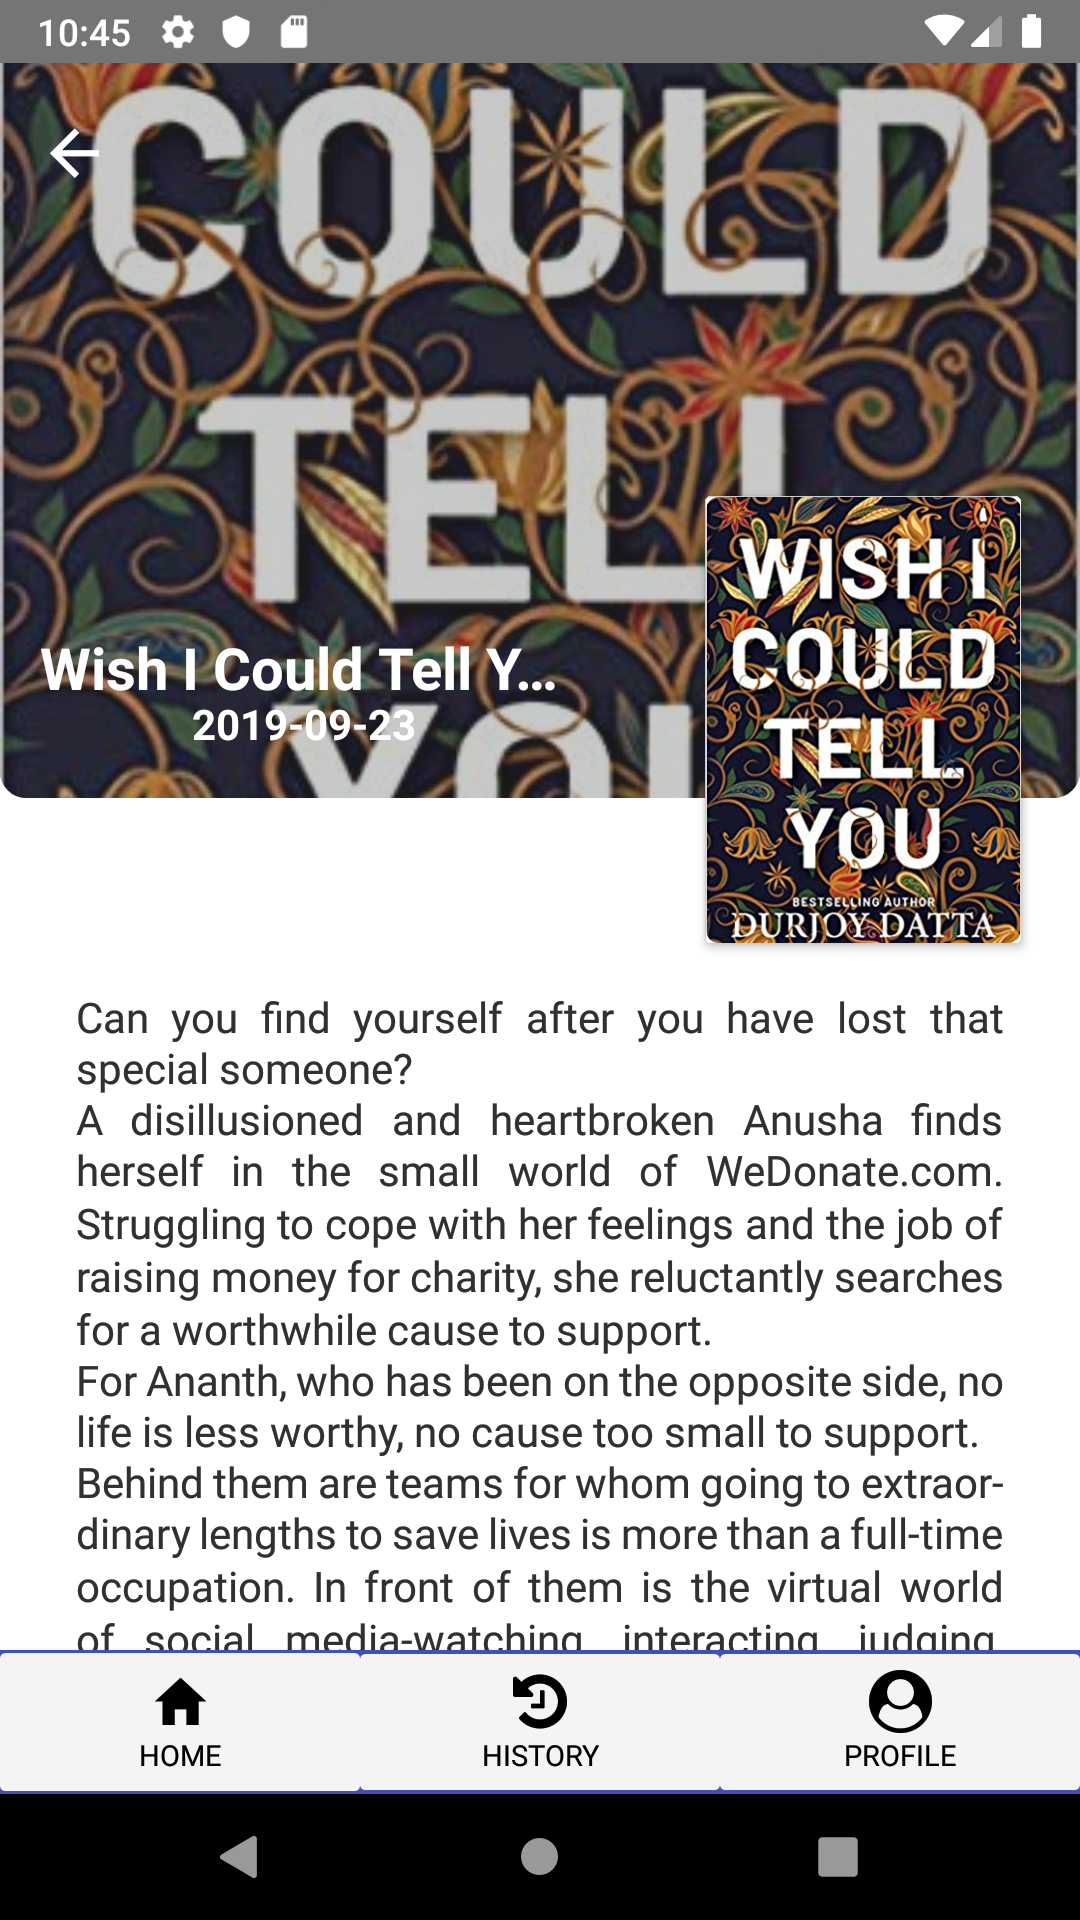 10:45
COULD
TELL
YOU
Wish I Could Tell Y...
2019-09-23
WISH I
COULD
TELL
YOU
BESTSELLING AUTHOR
DURJOY DATTA
Can you find yourself after you have lost that
special someone?
A disillusioned and heartbroken Anusha finds
herself in the small world of WeDonate.com.
Struggling to cope with her feelings and the job of
raising money for charity, she reluctantly searches
for a worthwhile cause to support.
For Ananth, who has been on the opposite side, no
life is less worthy, no cause too small to support.
Behind them are teams for whom going to extraor-
dinary lengths to save lives is more than a full-time
occupation. In front of them is the virtual world
of social media-watching, interacting, judging,
HOME
HISTORY
PROFILE